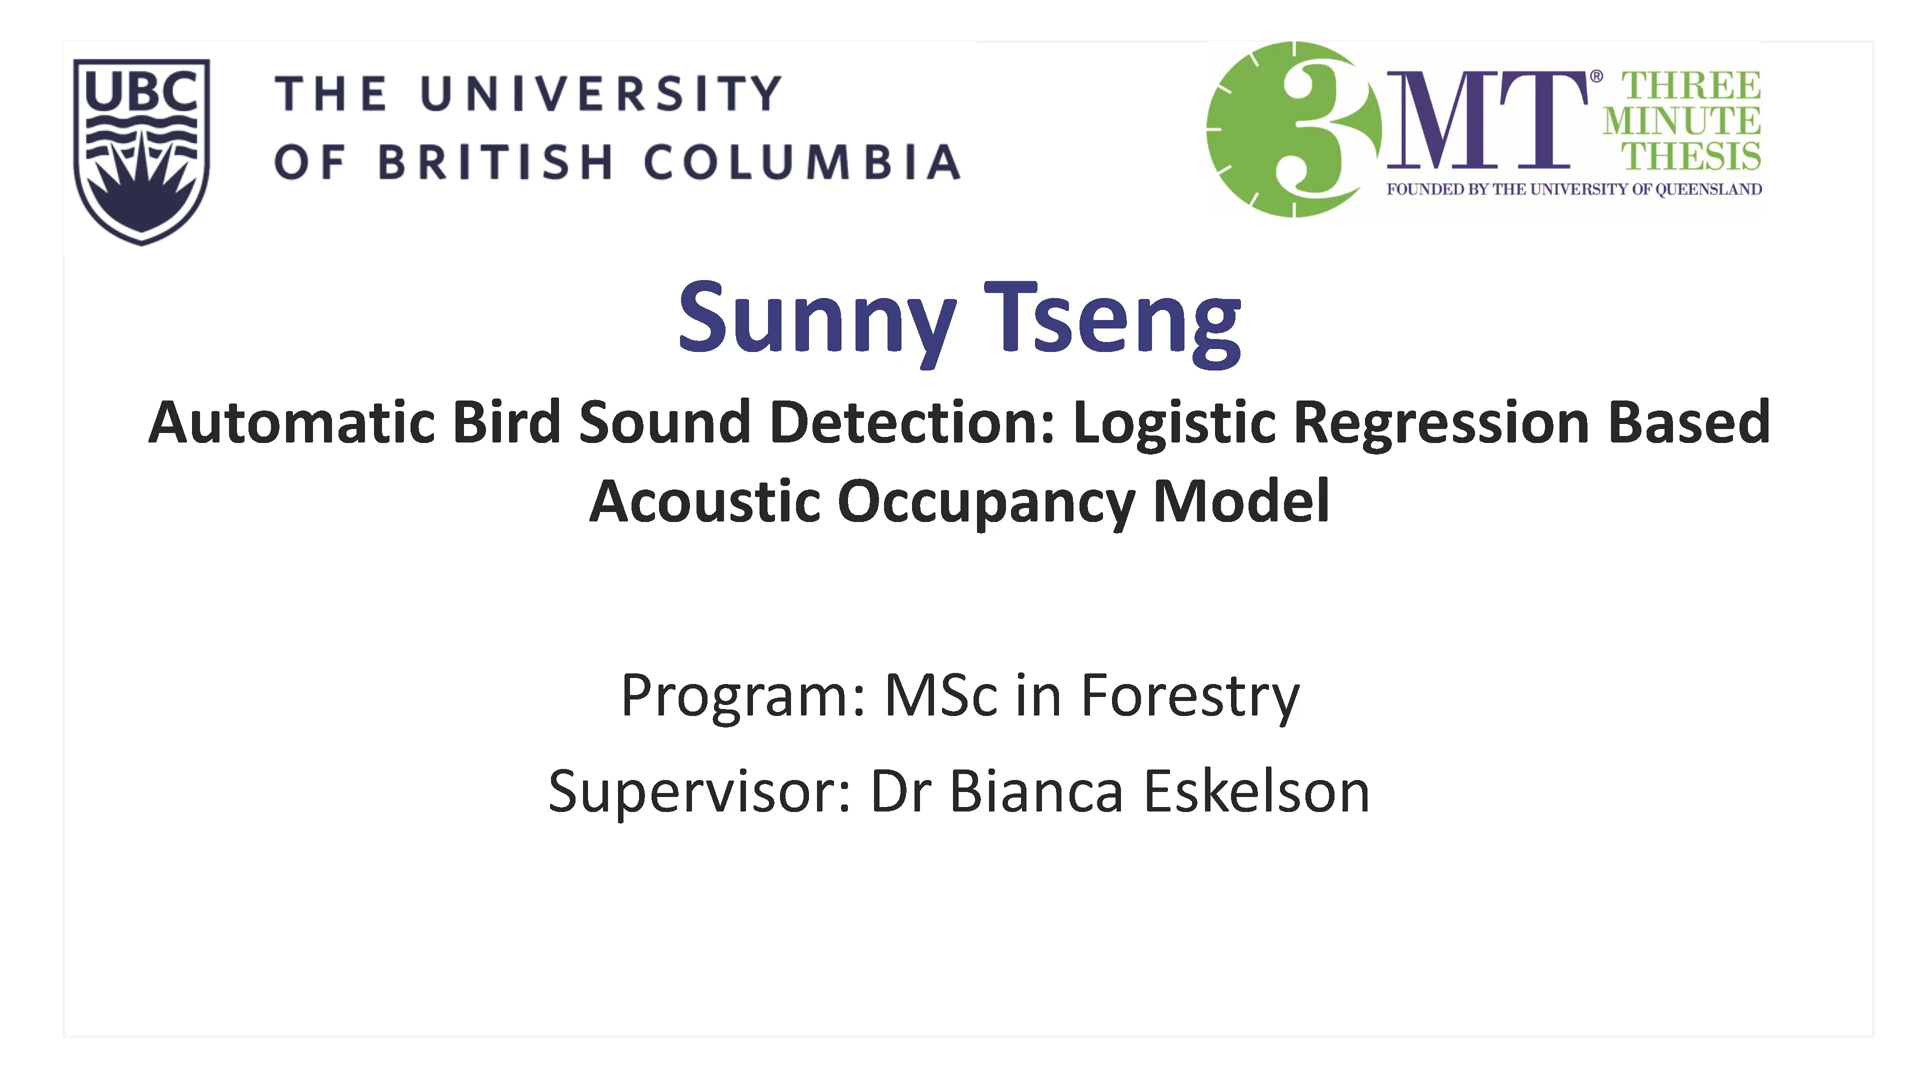 UBC
THE UNIVERSITY
OF BRITISH COLUMBIA
3MT® THREE
MINUTE
THESIS
FOUNDED BY THE UNIVERSITY OF QUEENSLAND
Sunny Tseng
Automatic Bird Sound Detection: Logistic Regression Based
Acoustic Occupancy Model
Program: MSc in Forestry
Supervisor: Dr Bianca Eskelson